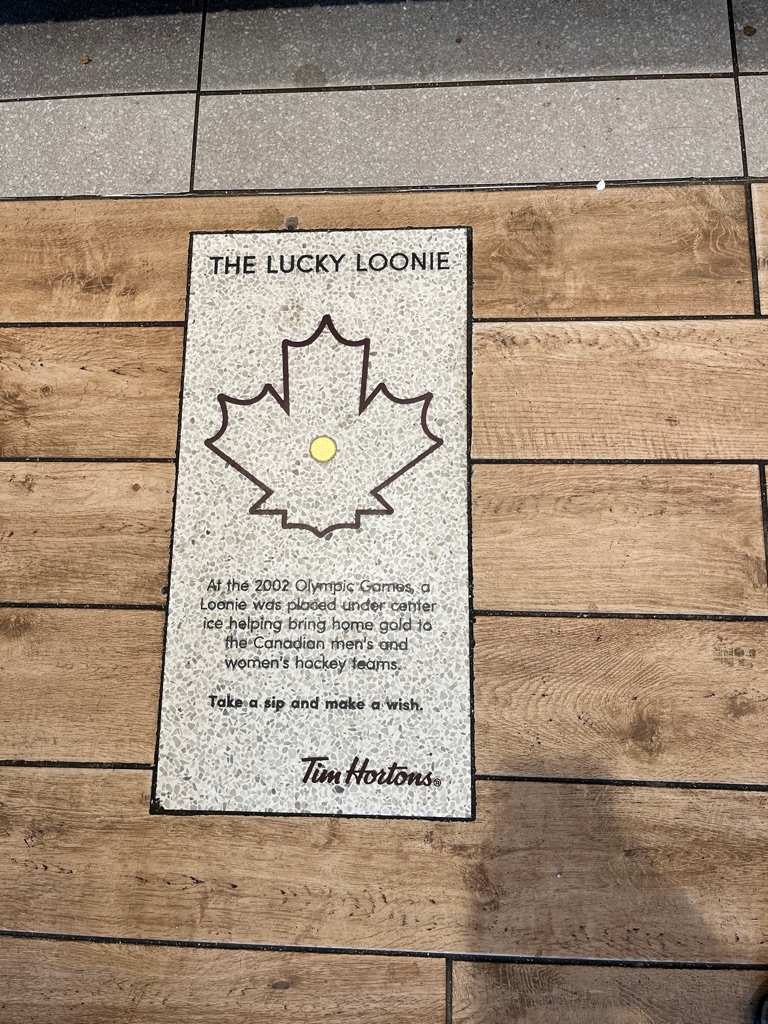 THE LUCKY LOONIE
At the 2002 Olympic Games, a
Loonie was placed under center
ice helping bring home gold to
the Canadian men's and
women's hockey teams.
Take a sip and make a wish.
Tim Hortons®